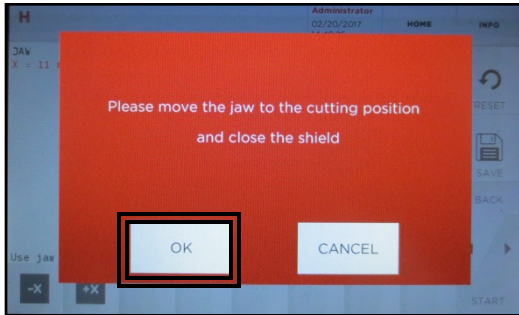 H
Administrator
02/20/2017
HOME
INFO
JAW
X = 11
RESET
Please move the jaw to the cutting position
and close the shield
SAVE
BACK
OK
CANCEL
Use jaw
-X
+X
START